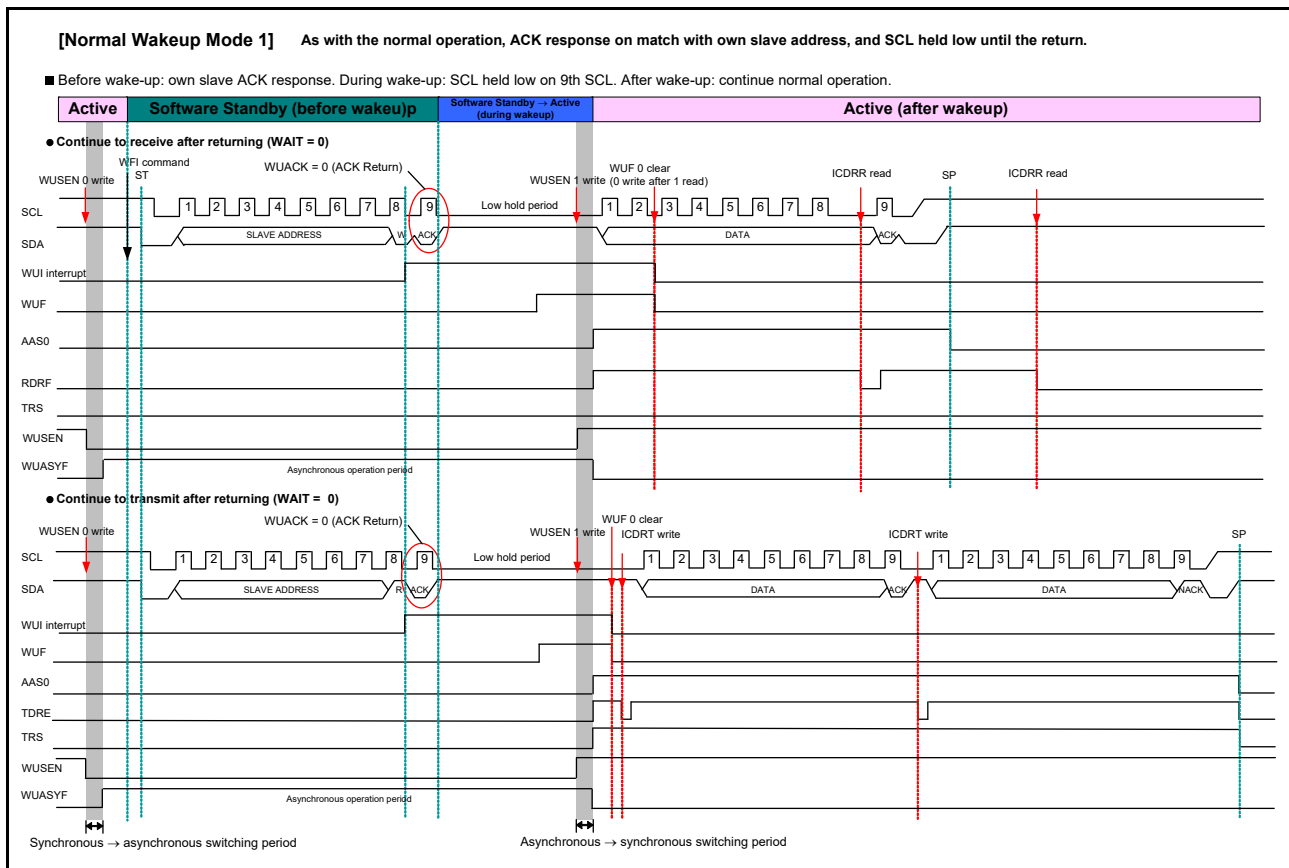 [Normal Wakeup Mode 1] As with the normal operation, ACK response on match with own slave address, and SCL held low until the return.
■ Before wake-up: own slave ACK response. During wake-up: SCL held low on 9th SCL. After wake-up: continue normal operation.
Active
Software Standby (before wakeu)p
Software Standby → Active
(during wakeup)
Active (after wakeup)
● Continue to receive after returning (WAIT = 0)
WFI command
ST
WUSEN 0 write
WUACK = 0 (ACK Return)
WUSEN 1 write
WUF 0 clear
(0 write after 1 read)
ICDRR read
SP
ICDRR read
SCL 1 2 3 4 5 6 7 8 9 Low hold period 1 2 3 4 5 6 7 8 9
SDA SLAVE ADDRESS W ACK DATA ACK
WUI interrupt
WUF
AAS0
RDRF
TRS
WUSEN
WUASYF Asynchronous operation period
● Continue to transmit after returning (WAIT = 0)
WUSEN 0 write
WUACK = 0 (ACK Return)
WUSEN 1 write
WUF 0 clear
ICDRT write
ICDRT write
SP
SCL 1 2 3 4 5 6 7 8 9 Low hold period 1 2 3 4 5 6 7 8 9 1 2 3 4 5 6 7 8 9
SDA SLAVE ADDRESS R ACK DATA ACK DATA NACK
WUI interrupt
WUF
AAS0
TDRE
TRS
WUSEN
WUASYF Asynchronous operation period
Synchronous → asynchronous switching period
Asynchronous → synchronous switching period